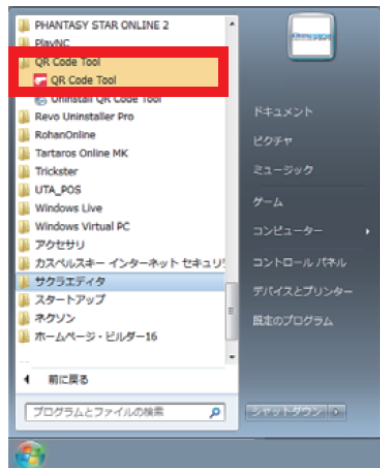 PHANTASY STAR ONLINE 2
PlayNC
QR Code Tool
QR Code Tool
Uninstall QR Code Tool
Revo Uninstaller Pro
RohanOnline
Tartaros Online MK
Trickster
UTA_POS
Windows Live
Windows Virtual PC
アクセサリ
カスペルスキー インターネット セキュリ
サクラエディタ
スタートアップ
ネクソン
ホームページ・ビルダー16
前に戻る
プログラムとファイルの検索
ドキュメント
ピクチャ
ミュージック
ゲーム
コンピューター
コントロール パネル
デバイスとプリンター
既定のプログラム
シャットダウン